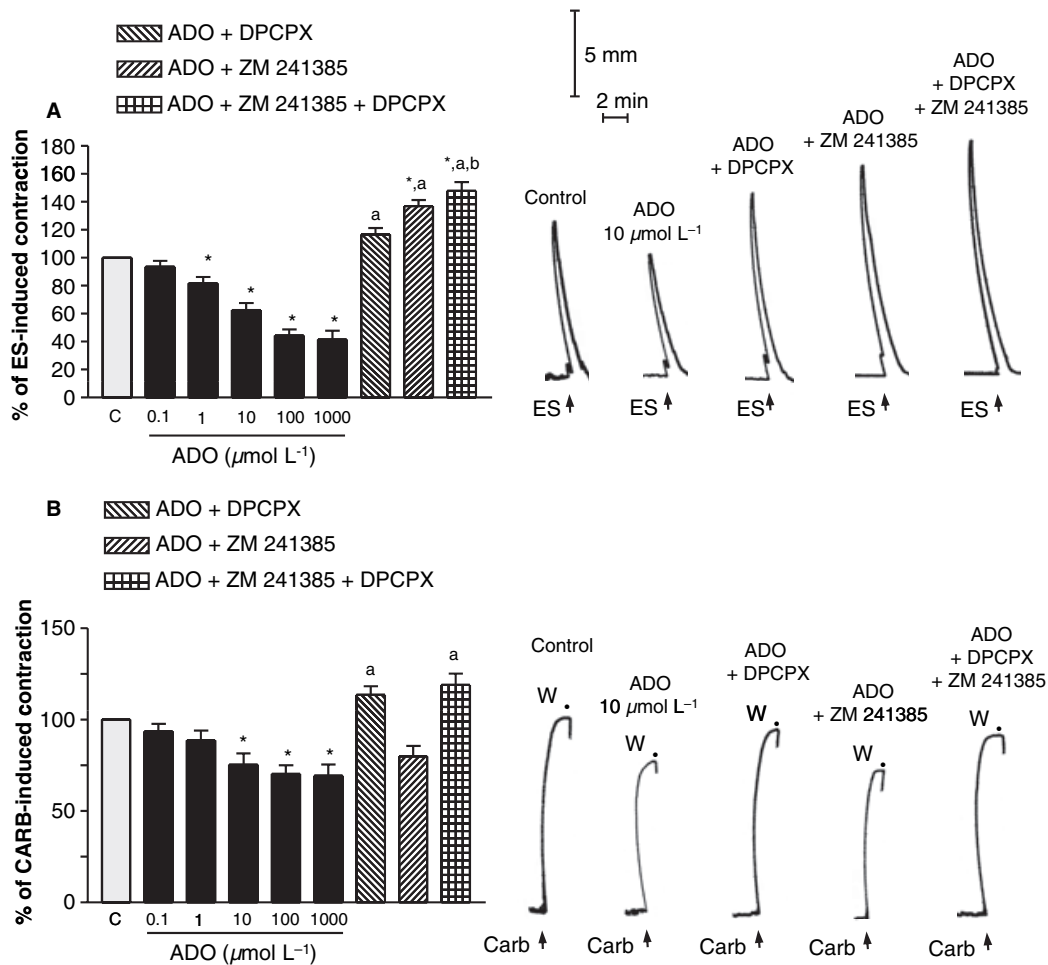 ADO + DPCPX
ADO + ZM 241385
ADO + ZM 241385 + DPCPX
A
% of ES-induced contraction
180
160
140
120
100
80
60
40
20
0
*
*
*
*
a
*,a
*,a,b
C 0.1 1 10 100 1000
ADO (µmol L-1)
5 mm
2 min
Control
ADO
10 µmol L–1
ADO
+ DPCPX
ADO
+ ZM 241385
ADO
+ DPCPX
+ ZM 241385
ES ES ES ES ES
B
ADO + DPCPX
ADO + ZM 241385
ADO + ZM 241385 + DPCPX
% of CARB-induced contraction
150
100
50
0
*
*
*
a
a
C 0.1 1 10 100 1000
ADO (µmol L–1)
Control
ADO
10 µmol L–1
ADO
+ DPCPX
ADO
+ ZM 241385
ADO
+ DPCPX
+ ZM 241385
W W W W W
Carb Carb Carb Carb Carb